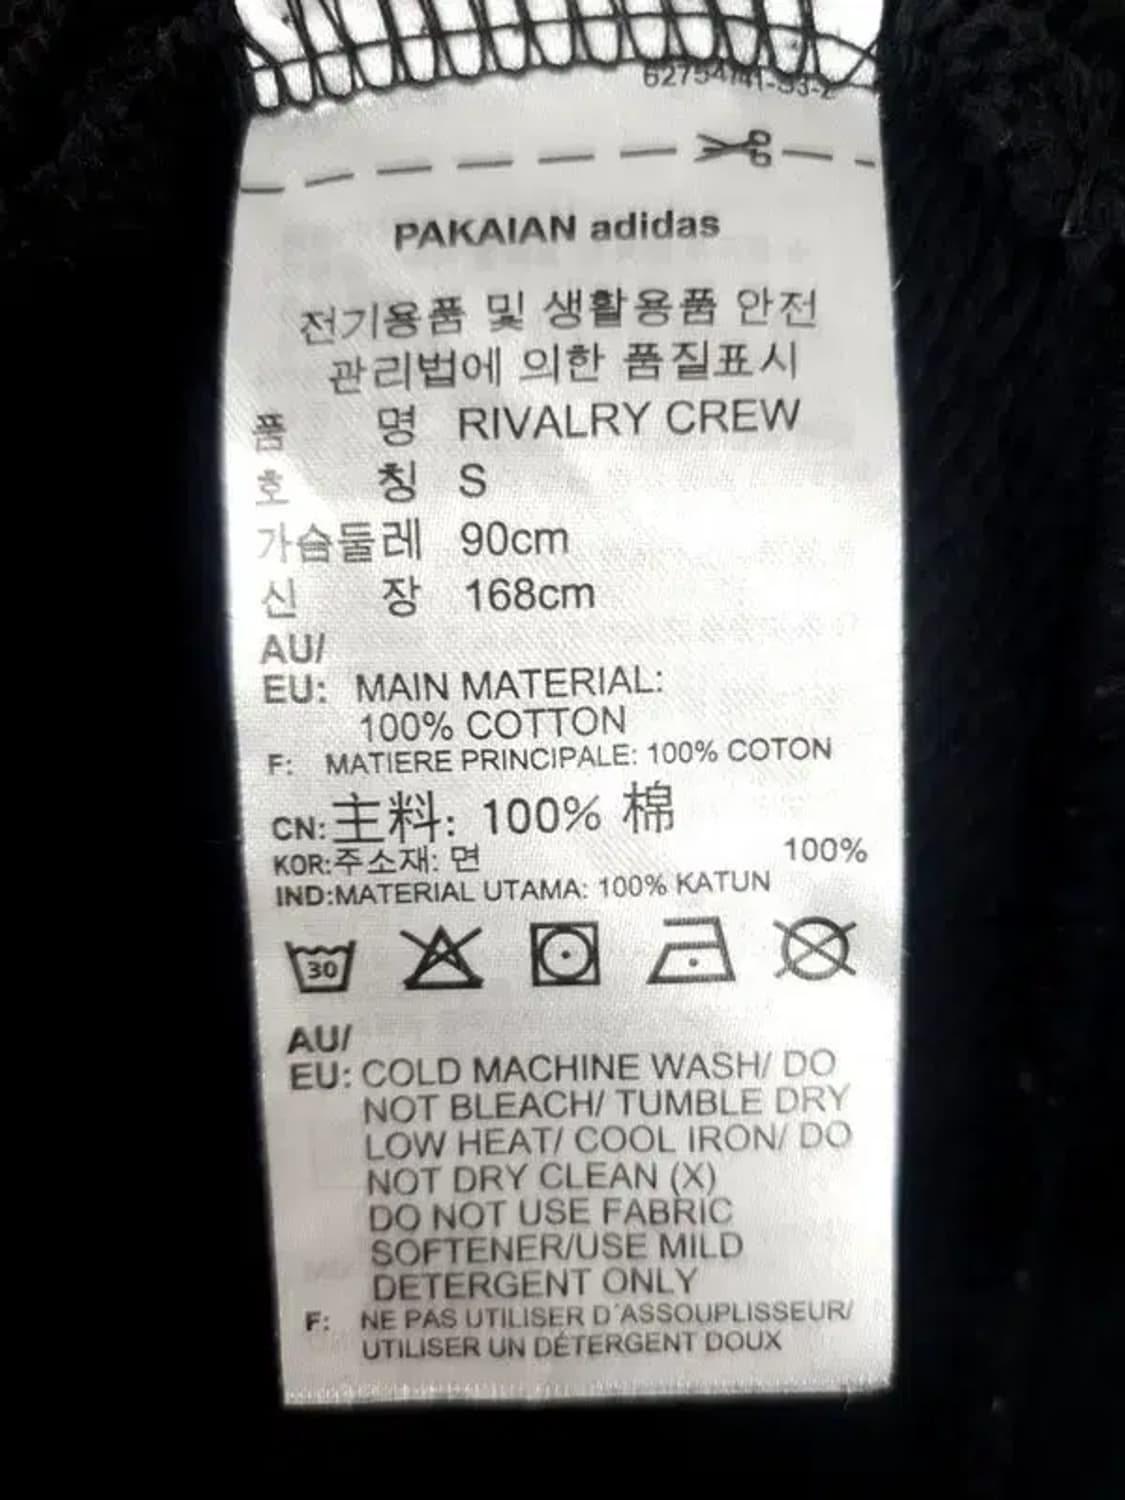 PAKAIAN adidas
전기용품 및 생활용품 안전
관리법에 의한 품질표시
품 명 RIVALRY CREW
호 칭 S
가슴둘레 90cm
신 장 168cm
AU/
EU: MAIN MATERIAL:
100% COTTON
F: MATIERE PRINCIPALE: 100% COTON
CN: 主料: 100% 棉
KOR:주소재: 면 100%
IND:MATERIAL UTAMA: 100% KATUN
30
AU/
EU: COLD MACHINE WASH/ DO
NOT BLEACH/ TUMBLE DRY
LOW HEAT/ COOL IRON/ DO
NOT DRY CLEAN (X)
DO NOT USE FABRIC
SOFTENER/USE MILD
DETERGENT ONLY
F: NE PAS UTILISER D´ASSOUPLISSEUR/
UTILISER UN DÉTERGENT DOUX